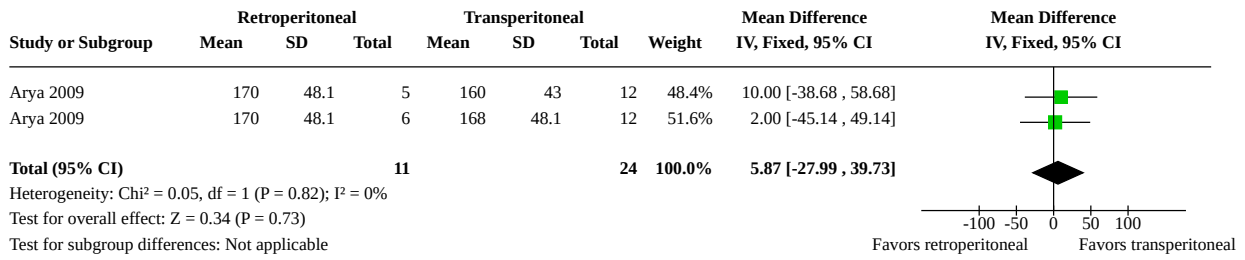 Retroperitoneal Transperitoneal Mean Difference Mean Difference
Study or Subgroup Mean SD Total Mean SD Total Weight IV, Fixed, 95% CI IV, Fixed, 95% CI
Arya 2009 170 48.1 5 160 43 12 48.4% 10.00 [-38.68 , 58.68]
Arya 2009 170 48.1 6 168 48.1 12 51.6% 2.00 [-45.14 , 49.14]
Total (95% CI) 11 24 100.0% 5.87 [-27.99 , 39.73]
Heterogeneity: Chi² = 0.05, df = 1 (P = 0.82); I² = 0%
Test for overall effect: Z = 0.34 (P = 0.73)
-100 -50 0 50 100
Test for subgroup differences: Not applicable
Favors retroperitoneal Favors transperitoneal